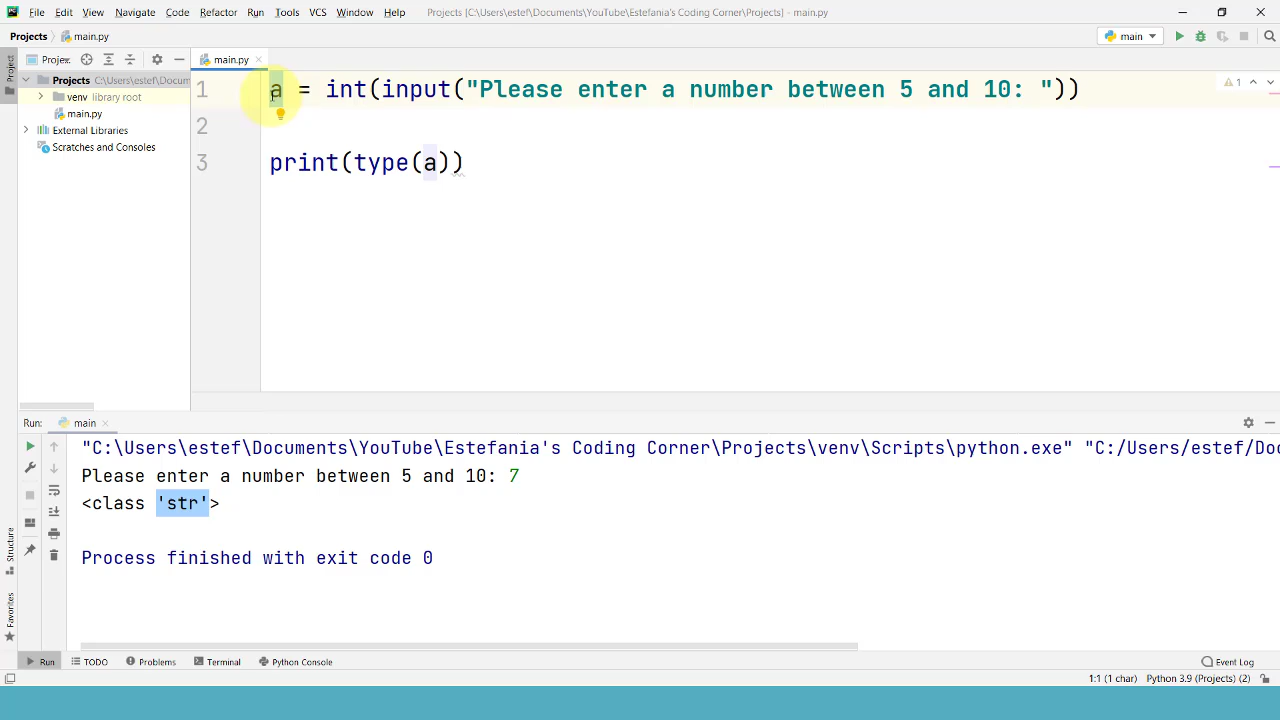 File Edit View Navigate Code Refactor Run Tools VCS Window Help Projects [C:\Users\estef\Documents\YouTube\Estefania's Coding Corner\Projects] - main.py
Projects main.py main
Projec main.py
Project
Projects C:\Users\estef\Docum
venv library root
main.py
External Libraries
Scratches and Consoles
1 a = int(input("Please enter a number between 5 and 10: "))
1
2
3 print(type(a))
Run: main
"C:\Users\estef\Documents\YouTube\Estefania's Coding Corner\Projects\venv\Scripts\python.exe" "C:/Users/estef/Doc
Please enter a number between 5 and 10: 7
<class 'str'>
Process finished with exit code 0
Structure
Favorites
Run TODO Problems Terminal Python Console Event Log
1:1 (1 char) Python 3.9 (Projects) (2)